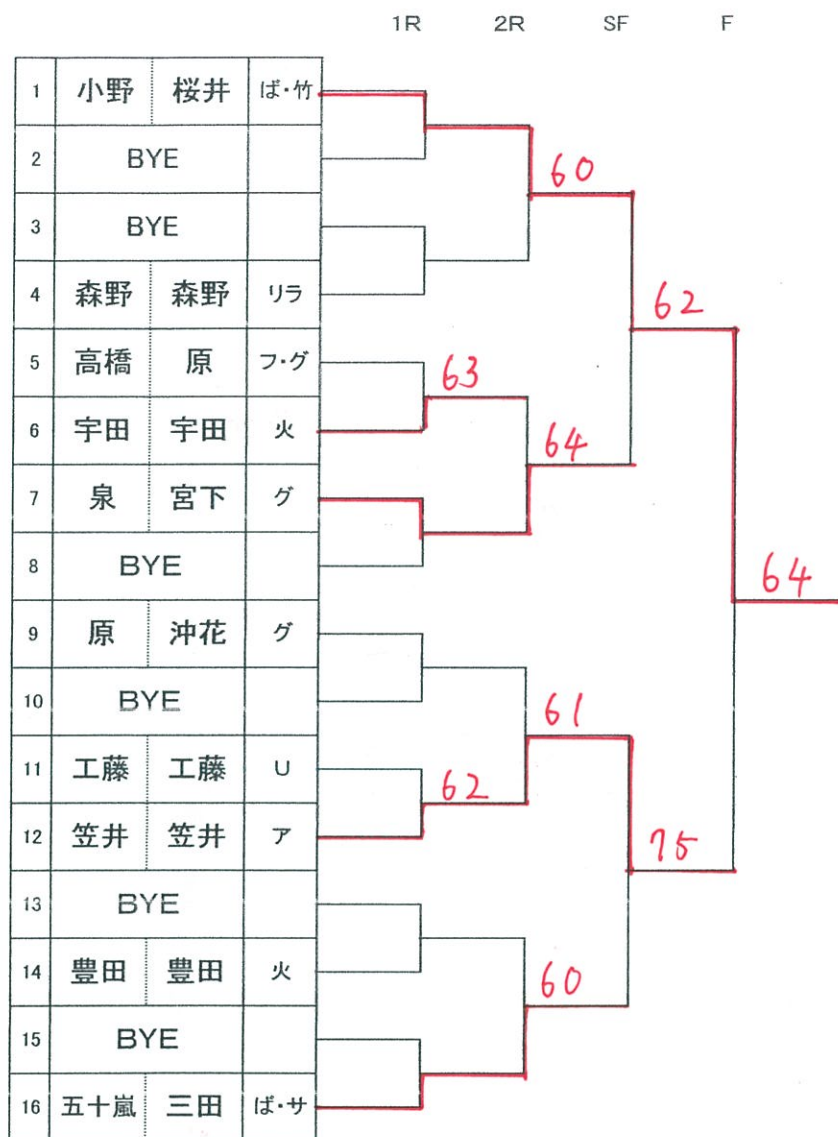 1R 2R SF F
1 小野 桜井 ば・竹
2 BYE
60
3 BYE
4 森野 森野 リラ
62
5 高橋 原 フ・グ
63
6 宇田 宇田 火
64
7 泉 宮下 グ
8 BYE
64
9 原 沖花 グ
10 BYE
61
11 工藤 工藤 U
62
12 笠井 笠井 ア
75
13 BYE
14 豊田 豊田 火
60
15 BYE
16 五十嵐 三田 ば・サ